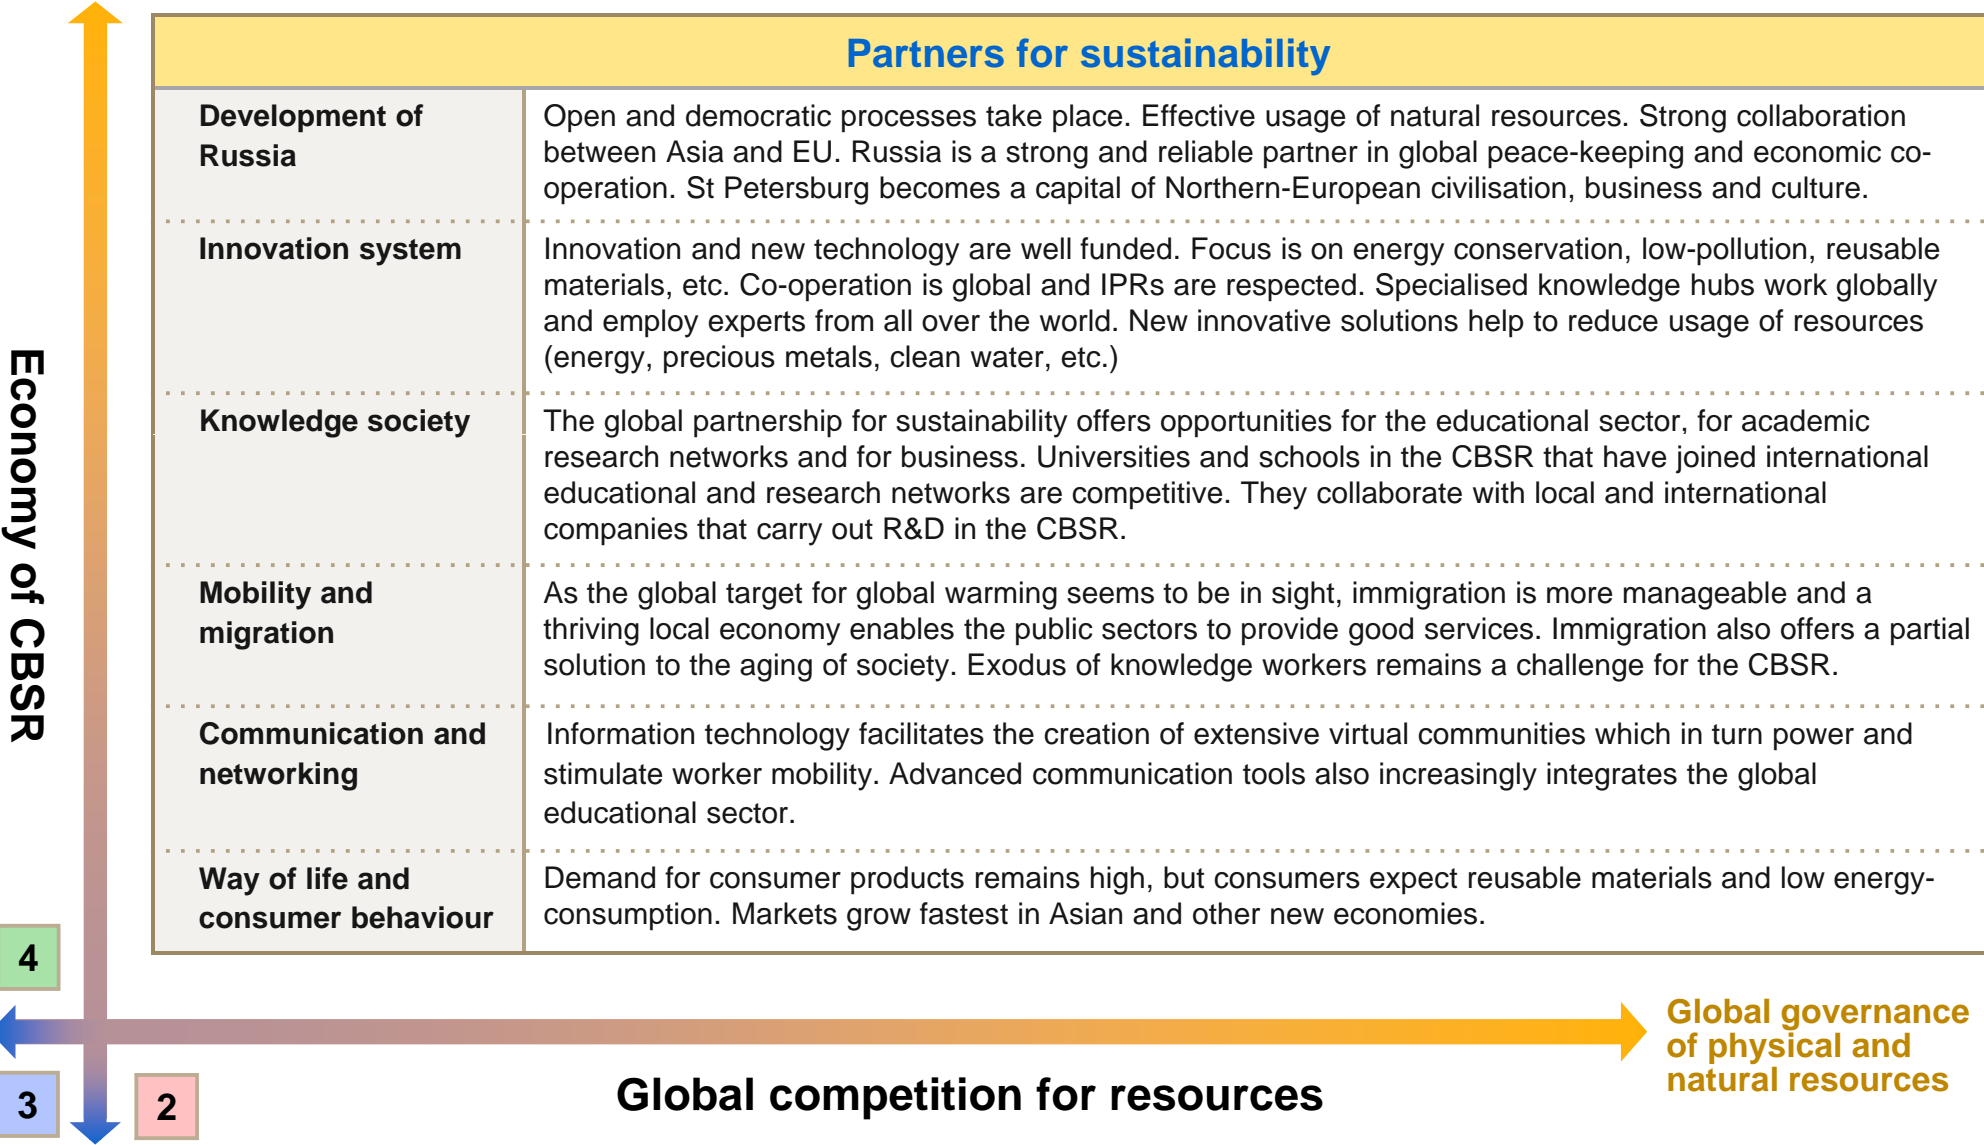 Partners for sustainability
Development of
Russia
Open and democratic processes take place. Effective usage of natural resources. Strong collaboration
between Asia and EU. Russia is a strong and reliable partner in global peace-keeping and economic co-
operation. St Petersburg becomes a capital of Northern-European civilisation, business and culture.
Innovation system
Innovation and new technology are well funded. Focus is on energy conservation, low-pollution, reusable
materials, etc. Co-operation is global and IPRs are respected. Specialised knowledge hubs work globally
and employ experts from all over the world. New innovative solutions help to reduce usage of resources
(energy, precious metals, clean water, etc.)
Knowledge society
The global partnership for sustainability offers opportunities for the educational sector, for academic
research networks and for business. Universities and schools in the CBSR that have joined international
educational and research networks are competitive. They collaborate with local and international
companies that carry out R&D in the CBSR.
Mobility and
migration
As the global target for global warming seems to be in sight, immigration is more manageable and a
thriving local economy enables the public sectors to provide good services. Immigration also offers a partial
solution to the aging of society. Exodus of knowledge workers remains a challenge for the CBSR.
Communication and
networking
Information technology facilitates the creation of extensive virtual communities which in turn power and
stimulate worker mobility. Advanced communication tools also increasingly integrates the global
educational sector.
Way of life and
consumer behaviour
Demand for consumer products remains high, but consumers expect reusable materials and low energy-
consumption. Markets grow fastest in Asian and other new economies.
Economy of CBSR
4
3
2
Global competition for resources
Global governance
of physical and
natural resources